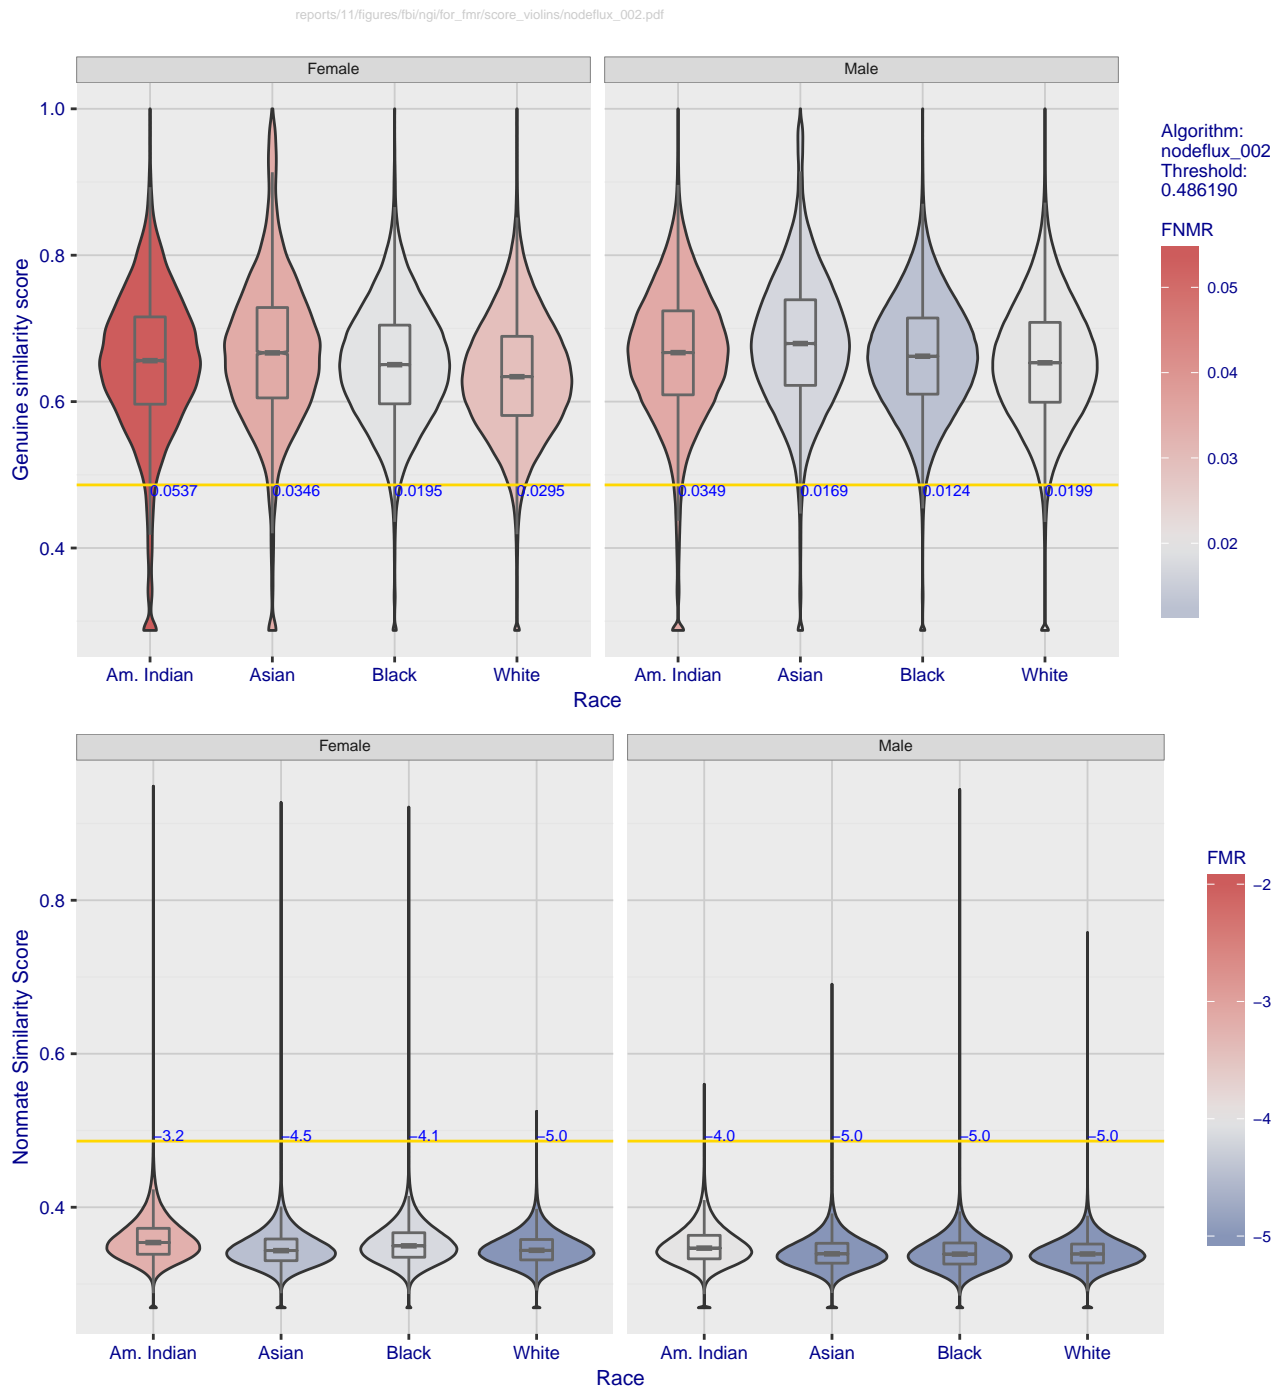 reports/11/figures/fbi/ngi/for_fmr/score_violins/nodeflux_002.pdf
Female
Male
Genuine similarity score
1.0
0.8
0.6
0.4
0.0537
0.0346
0.0195
0.0295
0.0349
0.0169
0.0124
0.0199
Am. Indian
Asian
Black
White
Am. Indian
Asian
Black
White
Race
Algorithm:
nodeflux_002
Threshold:
0.486190
FNMR
0.05
0.04
0.03
0.02
Female
Male
Nonmate Similarity Score
0.8
0.6
0.4
−3.2
−4.5
−4.1
−5.0
−4.0
−5.0
−5.0
−5.0
Am. Indian
Asian
Black
White
Am. Indian
Asian
Black
White
Race
FMR
−2
−3
−4
−5